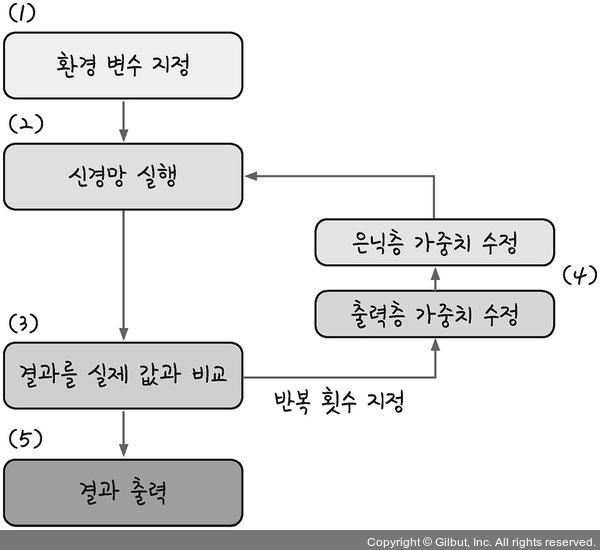 (1)
환경 변수 지정
(2)
신경망 실행
은닉층 가중치 수정
(4)
출력층 가중치 수정
(3)
결과를 실제 값과 비교
반복 횟수 지정
(5)
결과 출력
Copyright © Gilbut, Inc. All rights reserved.